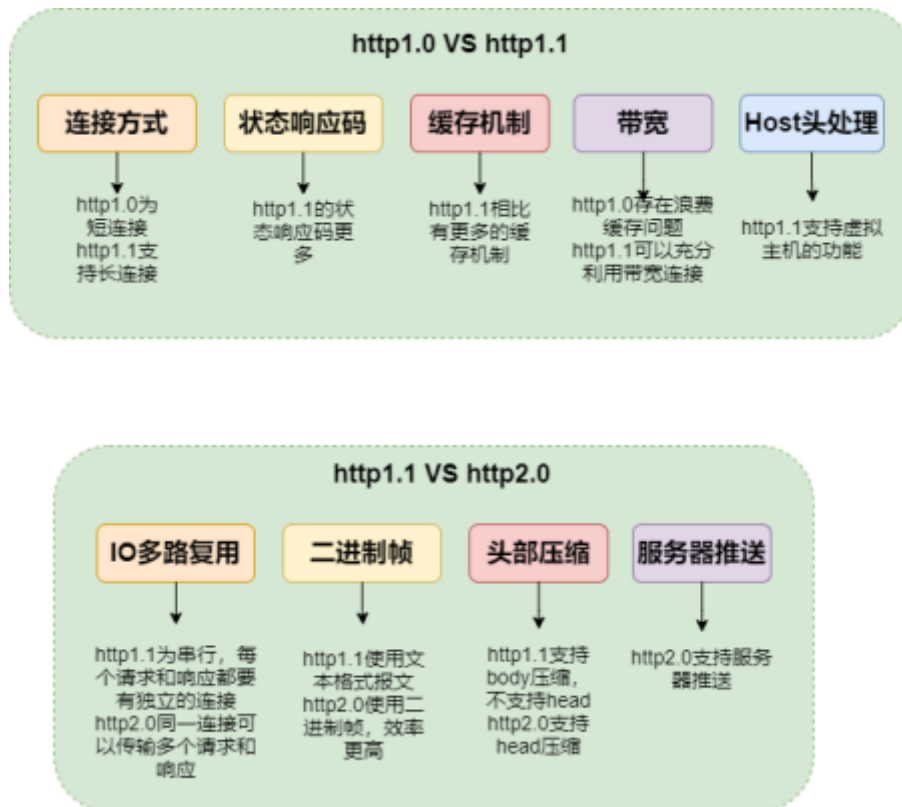 http1.0 VS http1.1
连接方式
状态响应码
缓存机制
带宽
Host头处理
http1.0为
短连接
http1.1支
持长连接
http1.1的状
态响应码更
多
http1.1相比
有更多的缓
存机制
http1.0存在浪费
缓存问题
http1.1可以充分
利用带宽连接
http1.1支持虚拟
主机的功能
http1.1 VS http2.0
IO多路复用
二进制帧
头部压缩
服务器推送
http1.1为串行，每
个请求和响应都要
有独立的连接
http2.0同一连接可
以传输多个请求和
响应
http1.1使用文
本格式报文
http2.0使用二
进制帧，效率
更高
http1.1支持
body压缩，
不支持head
http2.0支持
head压缩
http2.0支持服务
器推送